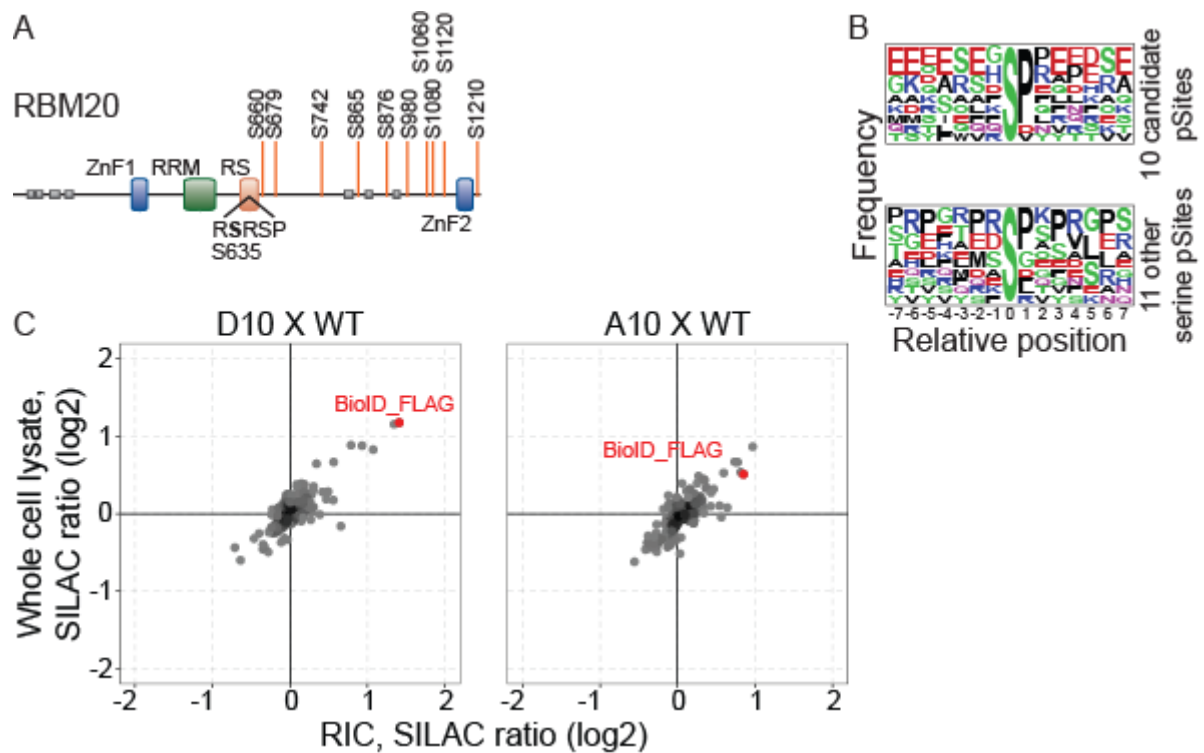 A
RBM20
S660
S679
S742
S865
S876
S980
S1060
S1080
S1120
S1210
ZnF1
RRM
RS
ZnF2
RSRSP
S635
B
Frequency
10 candidate
pSites
11 other
serine pSites
-7 -6 -5 -4 -3 -2 -1 0 1 2 3 4 5 6 7
Relative position
C
D10 X WT
A10 X WT
Whole cell lysate,
SILAC ratio (log2)
2
1
0
-1
-2
BioID_FLAG
BioID_FLAG
-2 -1 0 1 2
-2 -1 0 1 2
RIC, SILAC ratio (log2)